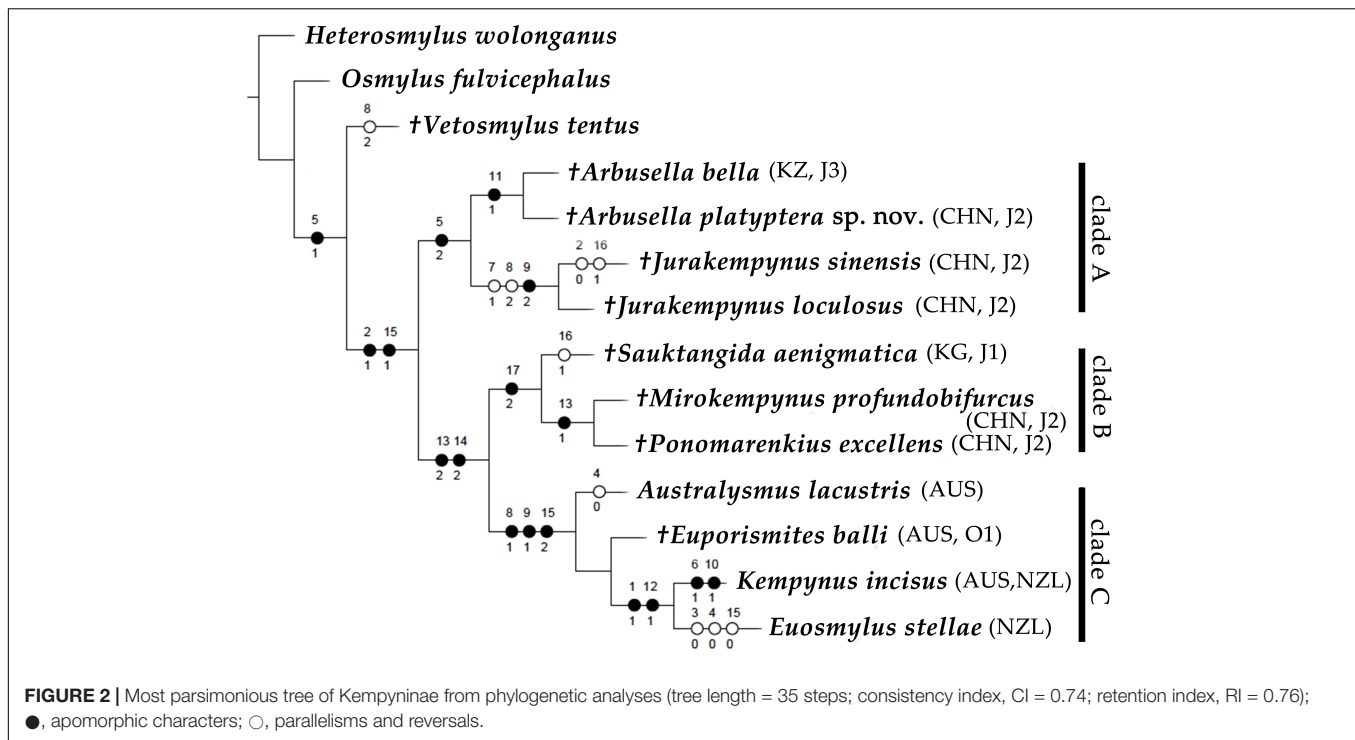 Heterosmylus wolonganus
Osmylus fulvicephalus
8
2
†Vetosmylus tentus
11
1
†Arbusella bella (KZ, J3)
†Arbusella platyptera sp. nov. (CHN, J2)
5
1
5
2
2 16
0 1
†Jurakempynus sinensis (CHN, J2)
7 8 9
1 2 2
†Jurakempynus loculosus (CHN, J2)
clade A
2 15
1 1
16
1
†Sauktangida aenigmatica (KG, J1)
17
2
13
1
†Mirokempynus profundobifurcus
(CHN, J2)
†Ponomarenkius excellens (CHN, J2)
clade B
13 14
2 2
4
0
Australysmus lacustris (AUS)
8 9 15
1 1 2
†Euporismites balli (AUS, O1)
6 10
1 1
Kempynus incisus (AUS,NZL)
1 12
1 1
3 4 15
0 0 0
Euosmylus stellae (NZL)
clade C
FIGURE 2 | Most parsimonious tree of Kempyninae from phylogenetic analyses (tree length = 35 steps; consistency index, CI = 0.74; retention index, RI = 0.76);
●, apomorphic characters; ○, parallelisms and reversals.